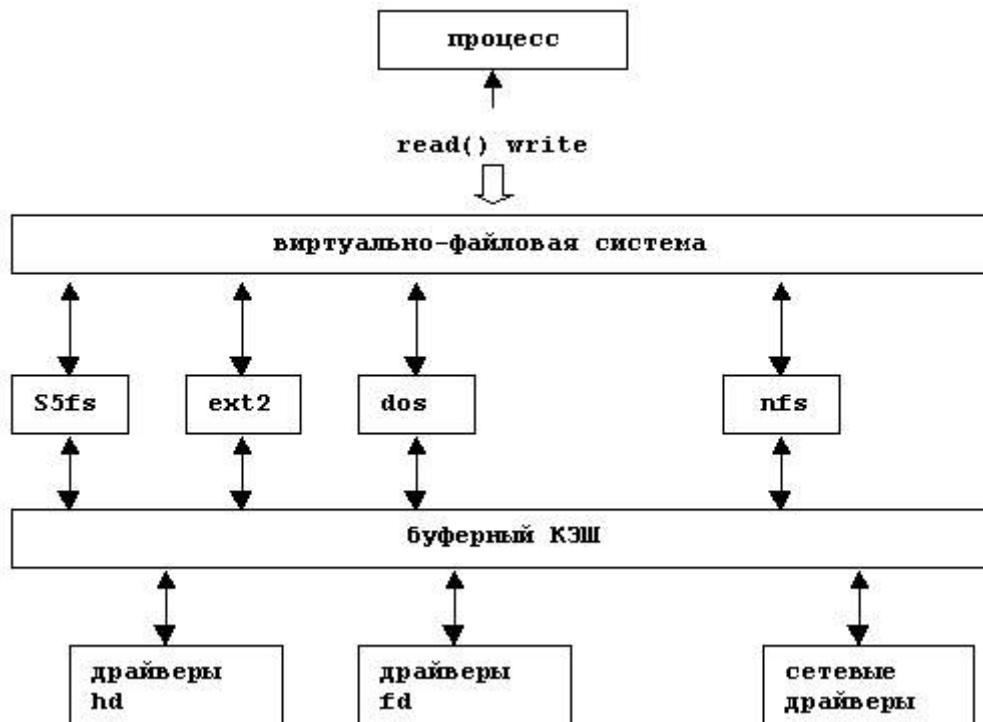 процесс
read() write
виртуально-файловая система
S5fs
ext2
dos
nfs
буферный КЭШ
драйверы
hd
драйверы
fd
сетевые
драйверы